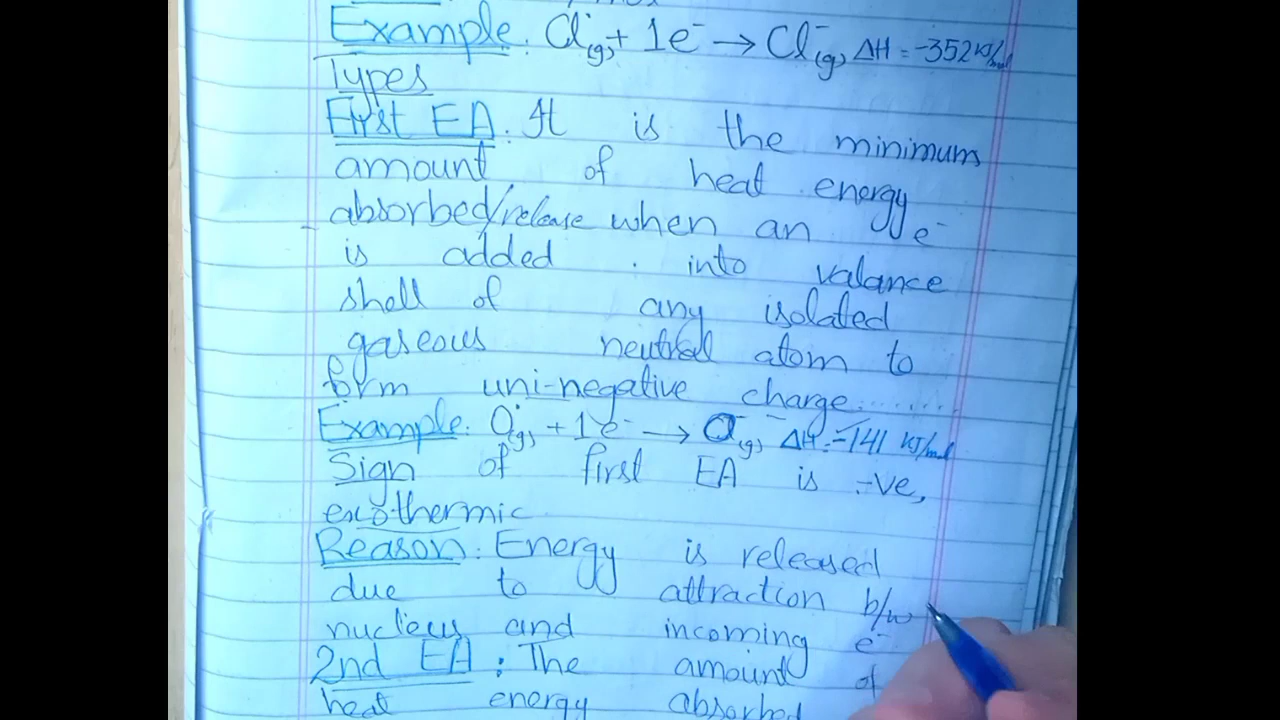 Example: Cl(g) + 1e⁻ → Cl⁻(g) ΔH = -352 kJ/mol
Types
First EA. It is the minimum
amount of heat energy
absorbed/release when an e⁻
is added into valance
shell of any isolated
gaseous neutral atom to
form uni-negative charge.......
Example: O(g) + 1e⁻ → O⁻(g) ΔH = -141 kJ/mol
Sign of first EA is -ve,
exothermic
Reason: Energy is released
due to attraction b/w
nucleus and incoming e⁻
2nd EA: The amount of
heat energy absorbed